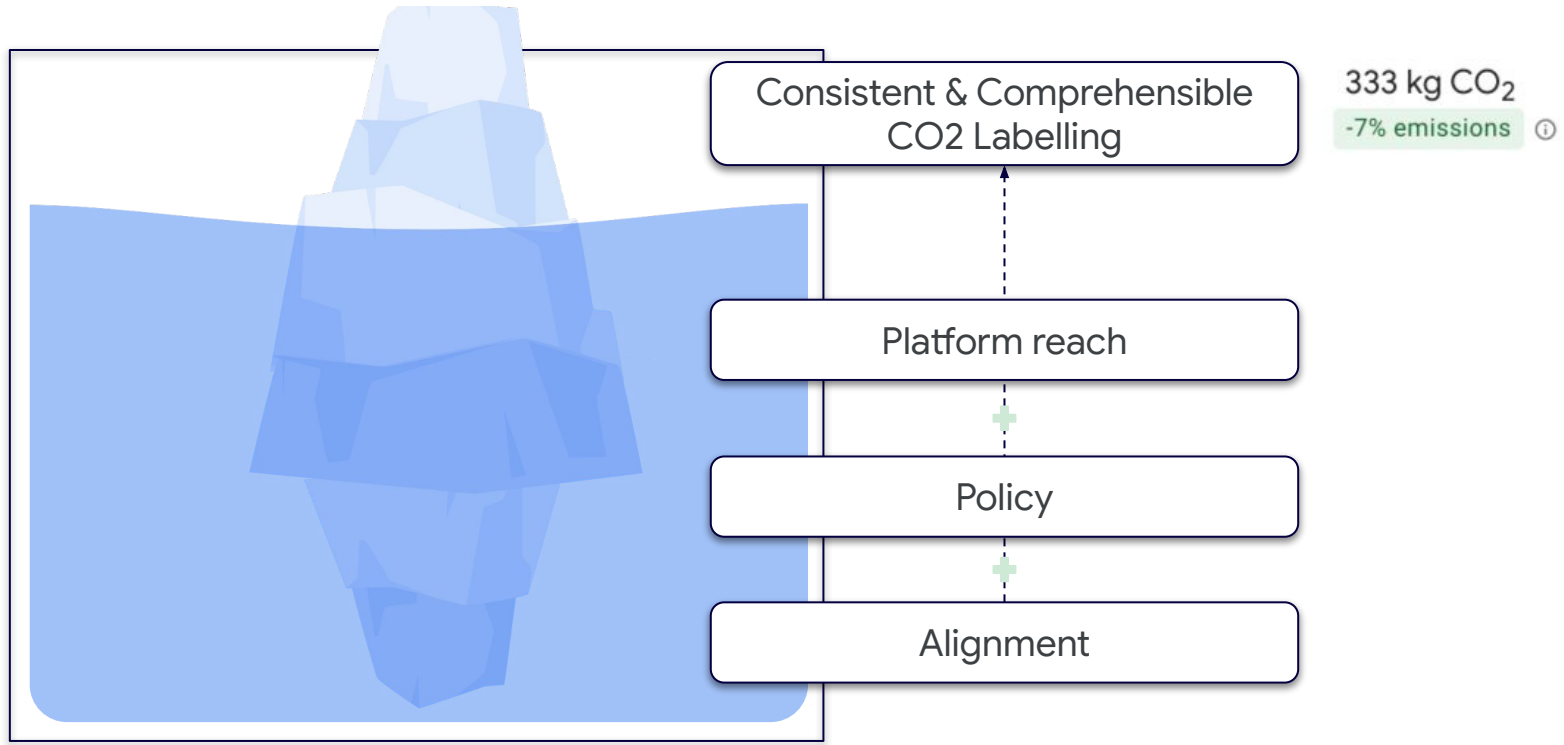 Consistent & Comprehensible
CO2 Labelling
333 kg CO₂
-7% emissions
Platform reach
Policy
Alignment